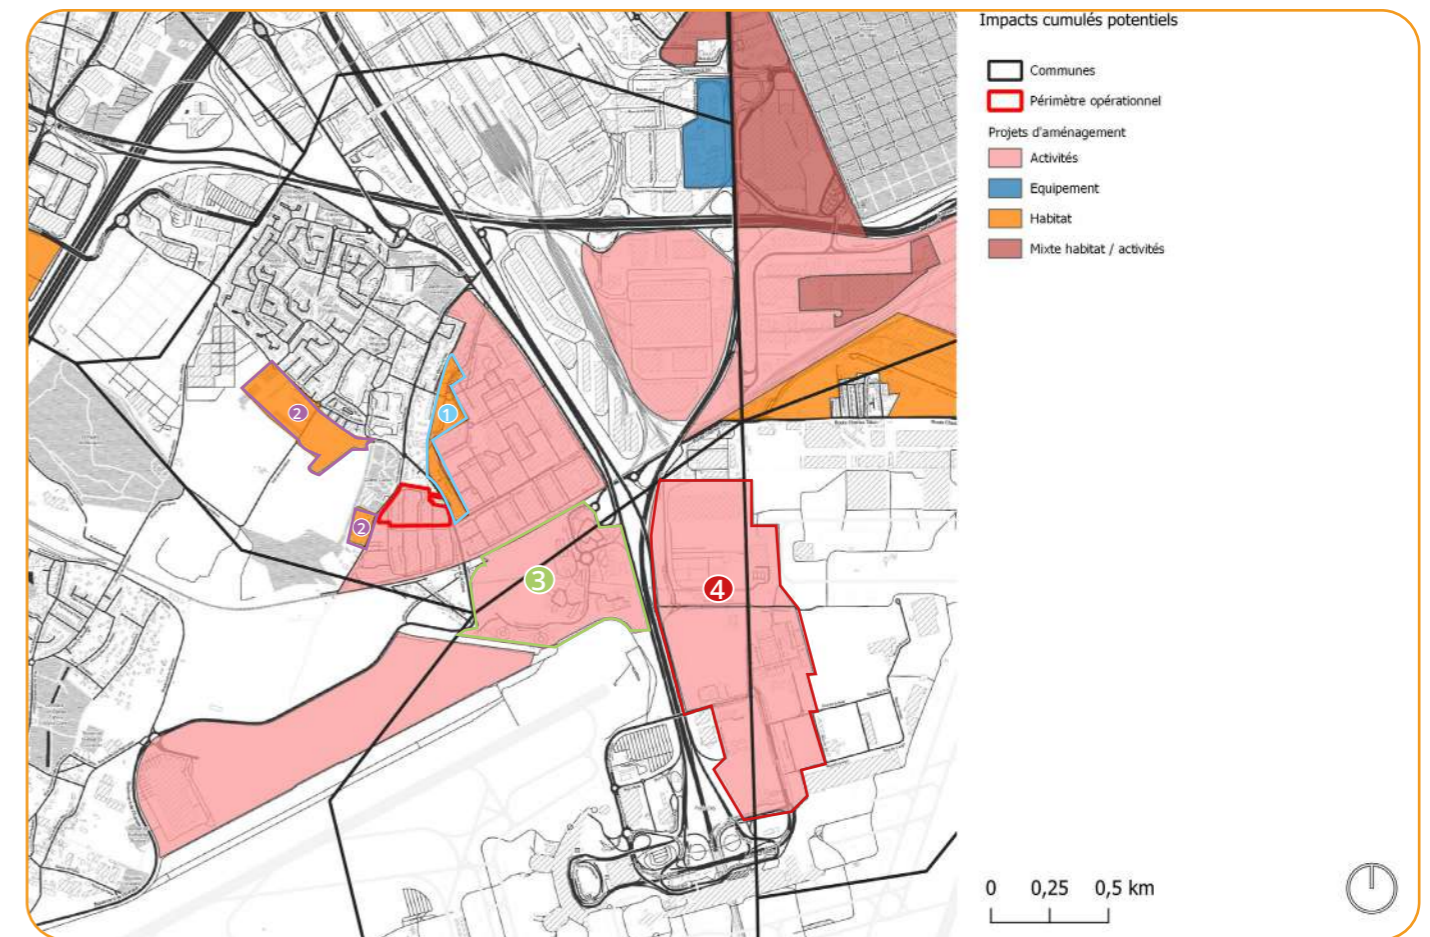 Impacts cumulés potentiels
Communes
Périmètre opérationnel
Projets d'aménagement
Activités
Equipement
Habitat
Mixte habitat / activités
1
2
2
3
4
0 0,25 0,5 km